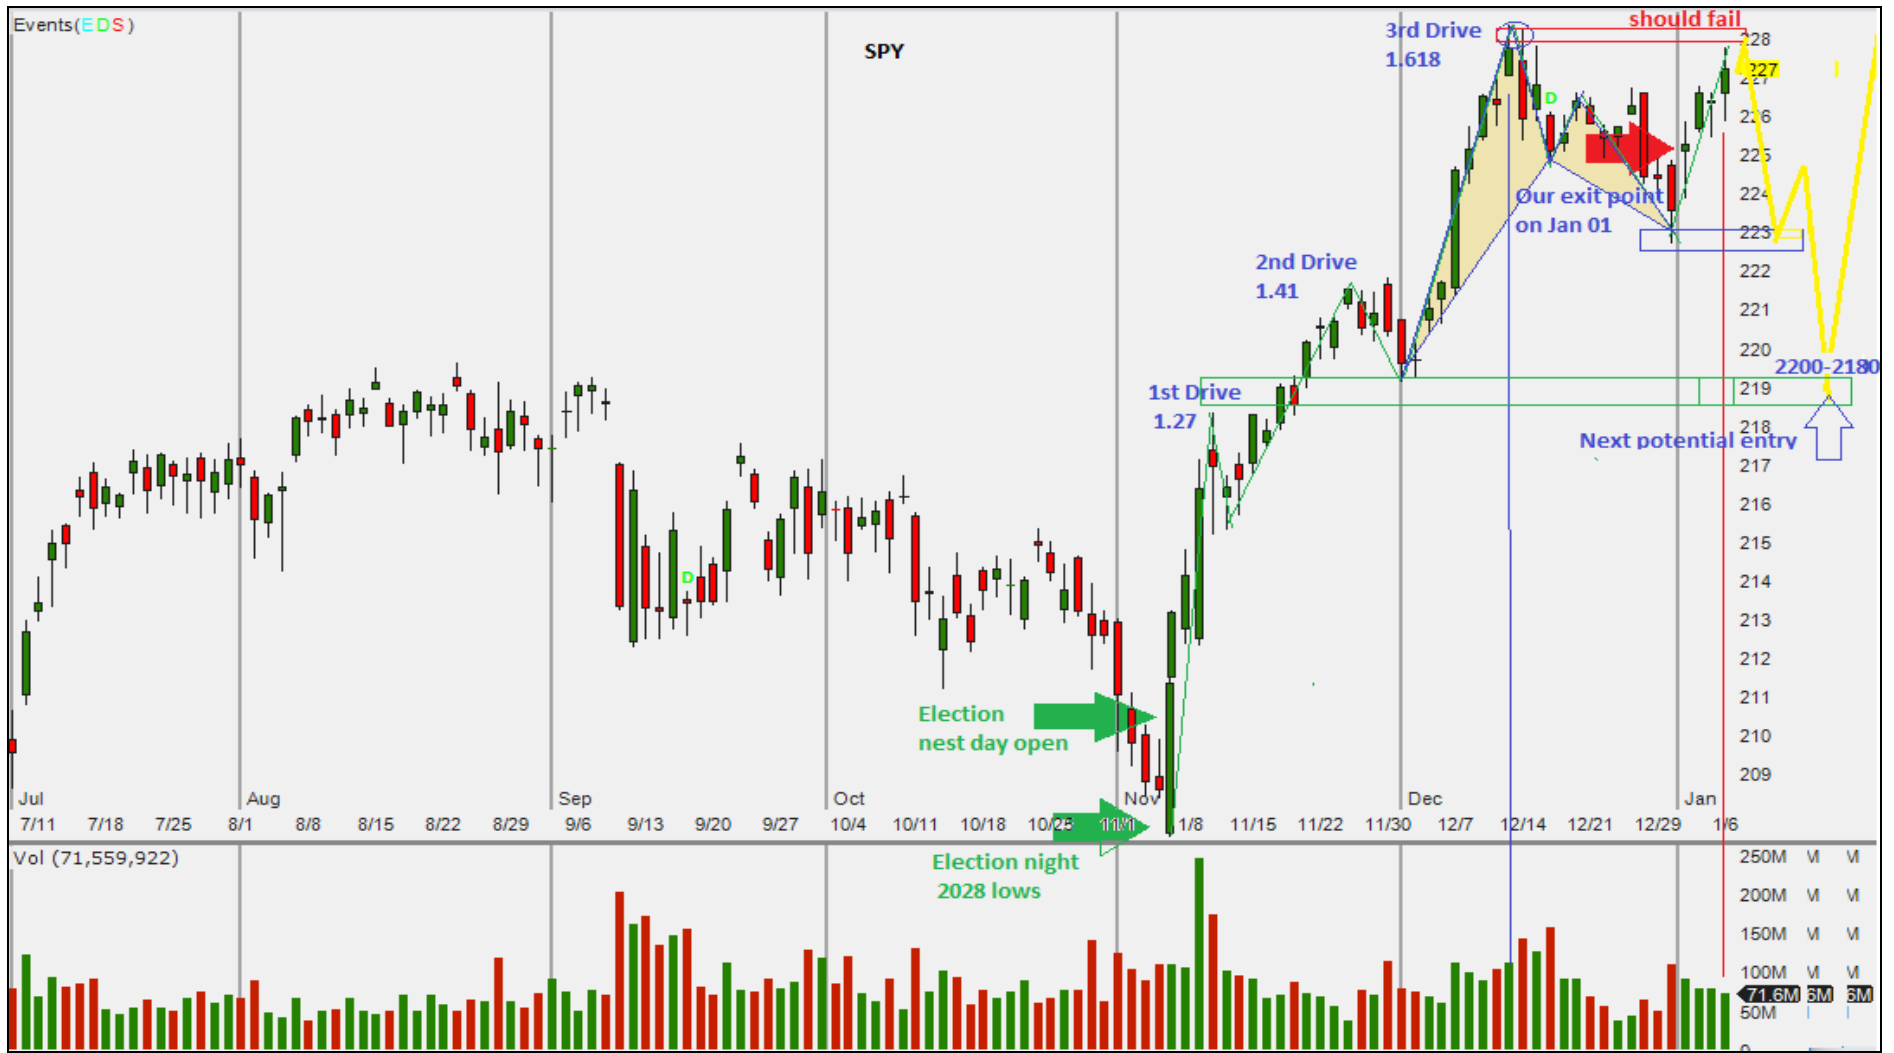 Events(E D S)
SPY
3rd Drive
1.618
should fail
D
Our exit point
on Jan 01
2nd Drive
1.41
1st Drive
1.27
2200-2180
Next potential entry
D
Election
nest day open
Election night
2028 lows
228
227
226
225
224
223
222
221
220
219
218
217
216
215
214
213
212
211
210
209
Jul Aug Sep Oct Nov Dec Jan
7/11 7/18 7/25 8/1 8/8 8/15 8/22 8/29 9/6 9/13 9/20 9/27 10/4 10/11 10/18 10/25 11/1 1/8 11/15 11/22 11/30 12/7 12/14 12/21 12/29 1/6
Vol (71,559,922)
250M
200M
150M
100M
71.6M 6M 6M
50M
0